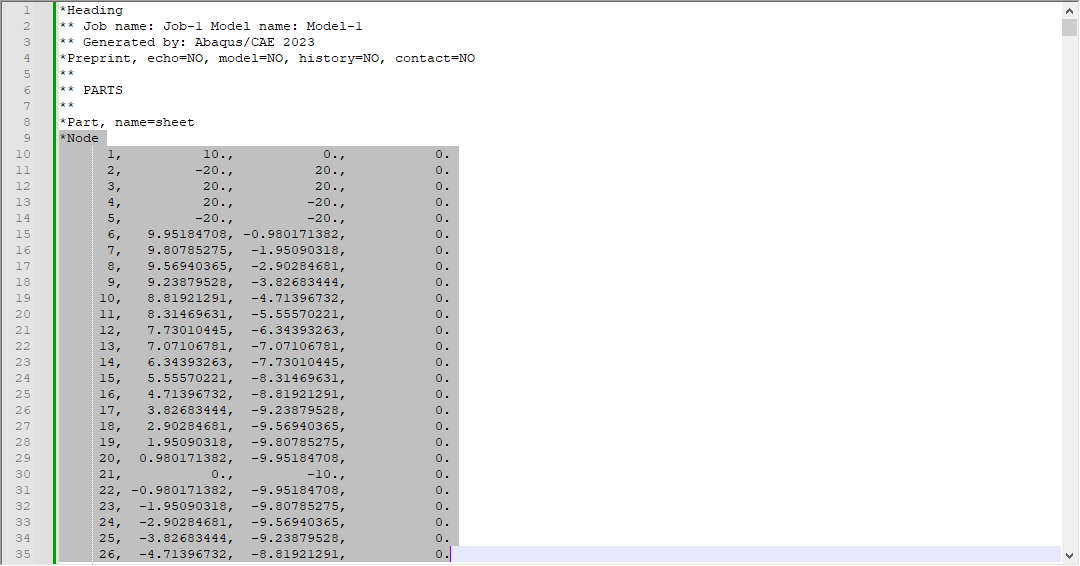 1 *Heading
2 ** Job name: Job-1 Model name: Model-1
3 ** Generated by: Abaqus/CAE 2023
4 *Preprint, echo=NO, model=NO, history=NO, contact=NO
5 **
6 ** PARTS
7 **
8 *Part, name=sheet
9 *Node
10 1, 10., 0., 0.
11 2, -20., 20., 0.
12 3, 20., 20., 0.
13 4, 20., -20., 0.
14 5, -20., -20., 0.
15 6, 9.95184708, -0.980171382, 0.
16 7, 9.80785275, -1.95090318, 0.
17 8, 9.56940365, -2.90284681, 0.
18 9, 9.23879528, -3.82683444, 0.
19 10, 8.81921291, -4.71396732, 0.
20 11, 8.31469631, -5.55570221, 0.
21 12, 7.73010445, -6.34393263, 0.
22 13, 7.07106781, -7.07106781, 0.
23 14, 6.34393263, -7.73010445, 0.
24 15, 5.55570221, -8.31469631, 0.
25 16, 4.71396732, -8.81921291, 0.
26 17, 3.82683444, -9.23879528, 0.
27 18, 2.90284681, -9.56940365, 0.
28 19, 1.95090318, -9.80785275, 0.
29 20, 0.980171382, -9.95184708, 0.
30 21, 0., -10., 0.
31 22, -0.980171382, -9.95184708, 0.
32 23, -1.95090318, -9.80785275, 0.
33 24, -2.90284681, -9.56940365, 0.
34 25, -3.82683444, -9.23879528, 0.
35 26, -4.71396732, -8.81921291, 0.